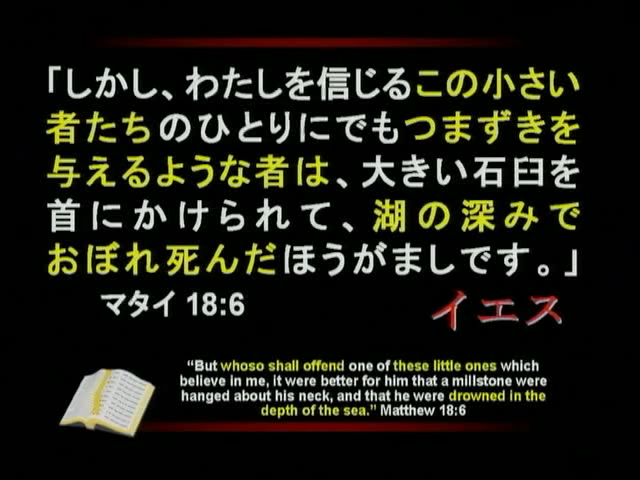 「しかし、わたしを信じるこの小さい
者たちのひとりにでもつまずきを
与えるような者は、大きい石臼を
首にかけられて、湖の深みで
おぼれ死んだほうがましです。」
マタイ 18:6
イエス
“But whoso shall offend one of these little ones which
believe in me, it were better for him that a millstone were
hanged about his neck, and that he were drowned in the
depth of the sea.” Matthew 18:6